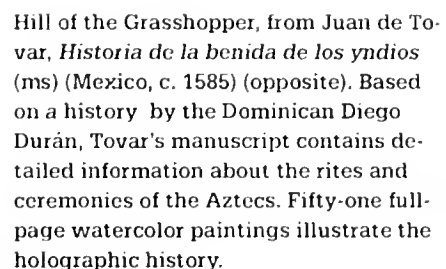 Hill of the Grasshopper, from Juan de To-
var, Historia de la benida de los yndios
(ms) (Mexico, c. 1585) (opposite). Based
on a history by the Dominican Diego
Durán, Tovar's manuscript contains de-
tailed information about the rites and
ceremonies of the Aztecs. Fifty-one full-
page watercolor paintings illustrate the
holographic history.